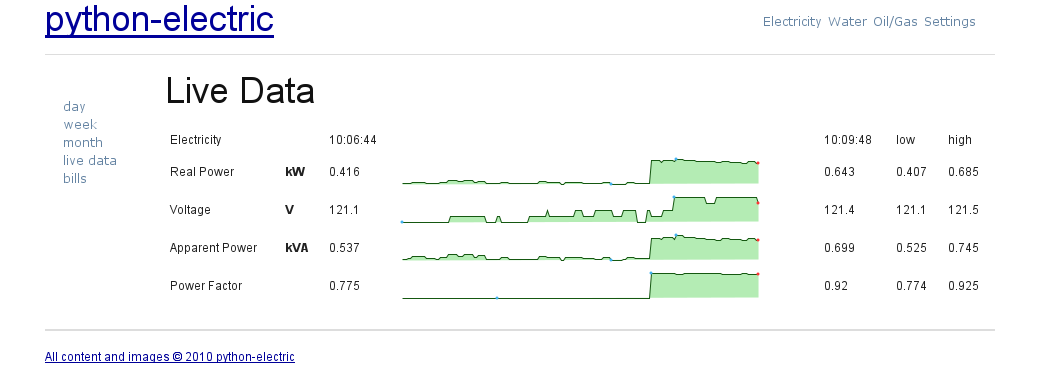 python-electric
Electricity Water Oil/Gas Settings
day
week
month
live data
bills
Live Data
Electricity 10:06:44 10:09:48 low high
Real Power kW 0.416 0.643 0.407 0.685
Voltage V 121.1 121.4 121.1 121.5
Apparent Power kVA 0.537 0.699 0.525 0.745
Power Factor 0.775 0.92 0.774 0.925
All content and images © 2010 python-electric